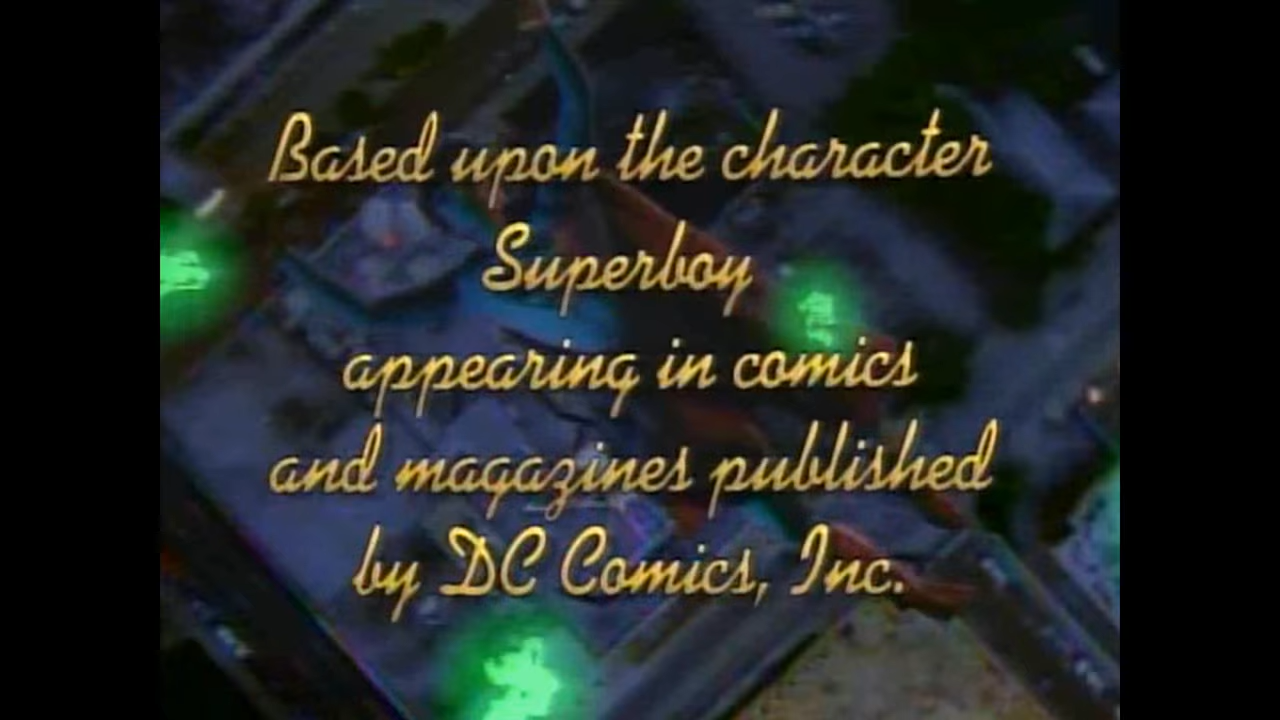 Based upon the character
Superboy
appearing in comics
and magazines published
by DC Comics, Inc.